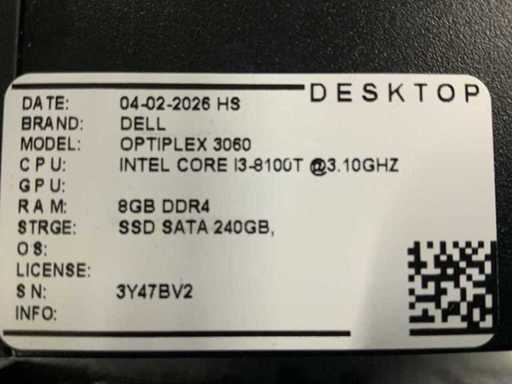 DESKTOP
DATE: 04-02-2026 HS
BRAND: DELL
MODEL: OPTIPLEX 3060
CPU: INTEL CORE I3-8100T @3.10GHZ
GPU:
RAM: 8GB DDR4
STRGE: SSD SATA 240GB,
OS:
LICENSE:
SN: 3Y47BV2
INFO: